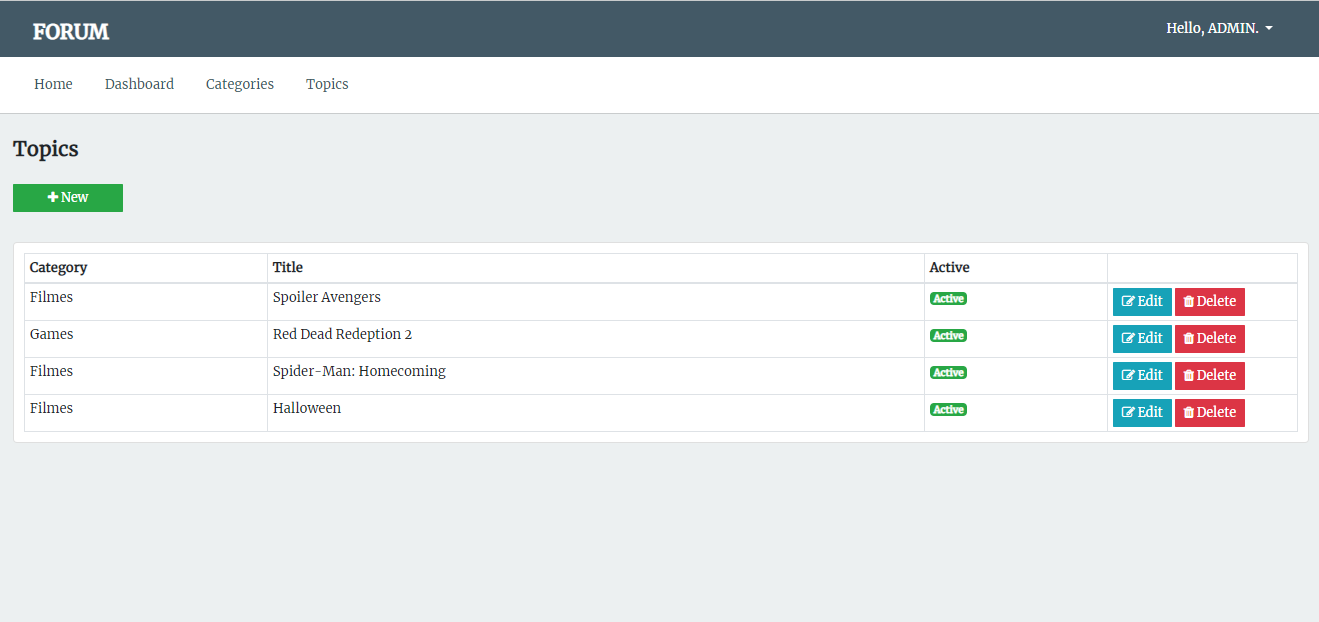 FORUM
Hello, ADMIN.
Home Dashboard Categories Topics
Topics
New
Category Title Active
Filmes Spoiler Avengers Active Edit Delete
Games Red Dead Redeption 2 Active Edit Delete
Filmes Spider-Man: Homecoming Active Edit Delete
Filmes Halloween Active Edit Delete